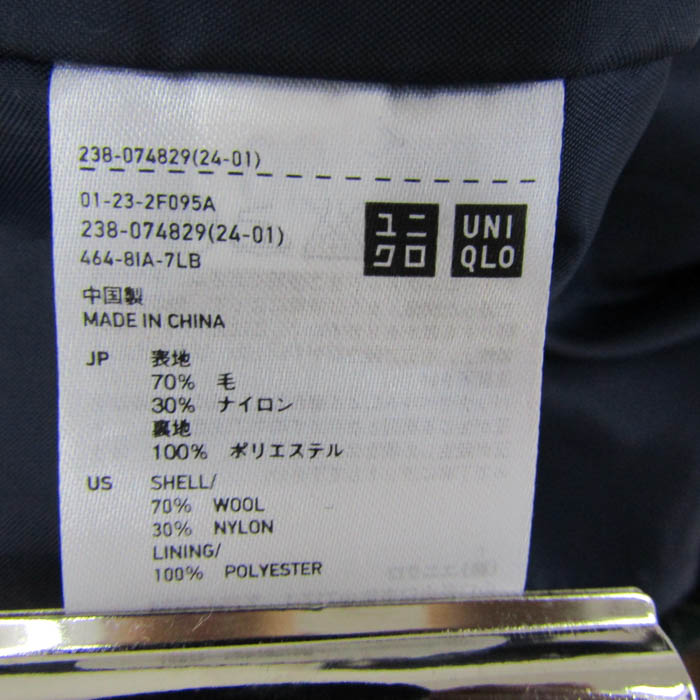 238-074829(24-01)
01-23-2F095A
238-074829(24-01)
464-8IA-7LB
ユニ
クロ
UNI
QLO
中国製
MADE IN CHINA
JP 表地
70% 毛
30% ナイロン
裏地
100% ポリエステル
US SHELL/
70% WOOL
30% NYLON
LINING/
100% POLYESTER